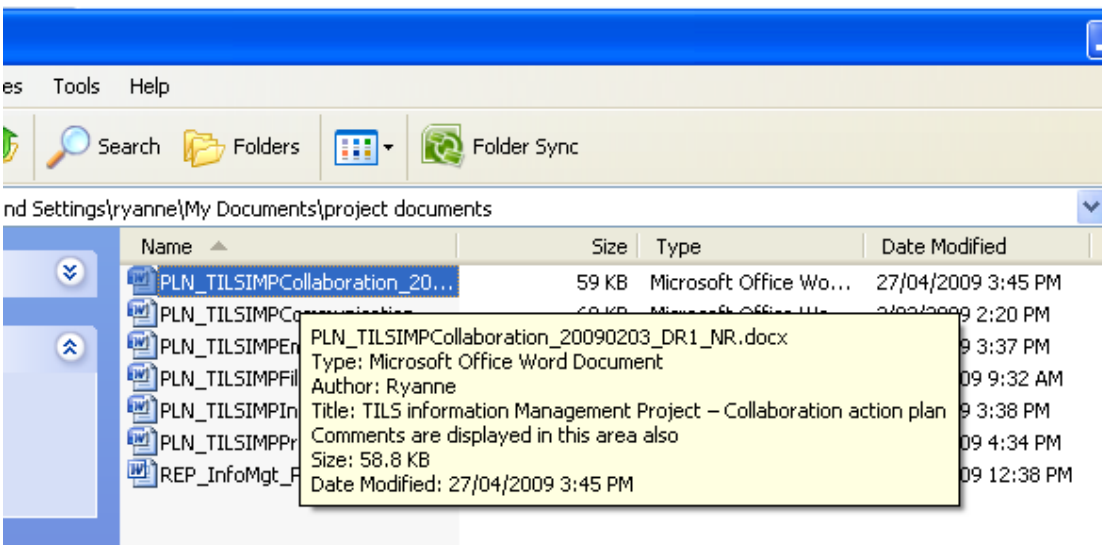 es Tools Help
Search Folders Folder Sync
nd Settings\ryanne\My Documents\project documents
Name Size Type Date Modified
PLN_TILSIMPCollaboration_20... 59 KB Microsoft Office Wo... 27/04/2009 3:45 PM
PLN_TILSIMPCommunication 2:20 PM
PLN_TILSIMPEn 9 3:37 PM
PLN_TILSIMPFil 09 9:32 AM
PLN_TILSIMPIn 9 3:38 PM
PLN_TILSIMPPr 09 4:34 PM
REP_InfoMgt_F 09 12:38 PM
PLN_TILSIMPCollaboration_20090203_DR1_NR.docx
Type: Microsoft Office Word Document
Author: Ryanne
Title: TILS information Management Project – Collaboration action plan
Comments are displayed in this area also
Size: 58.8 KB
Date Modified: 27/04/2009 3:45 PM